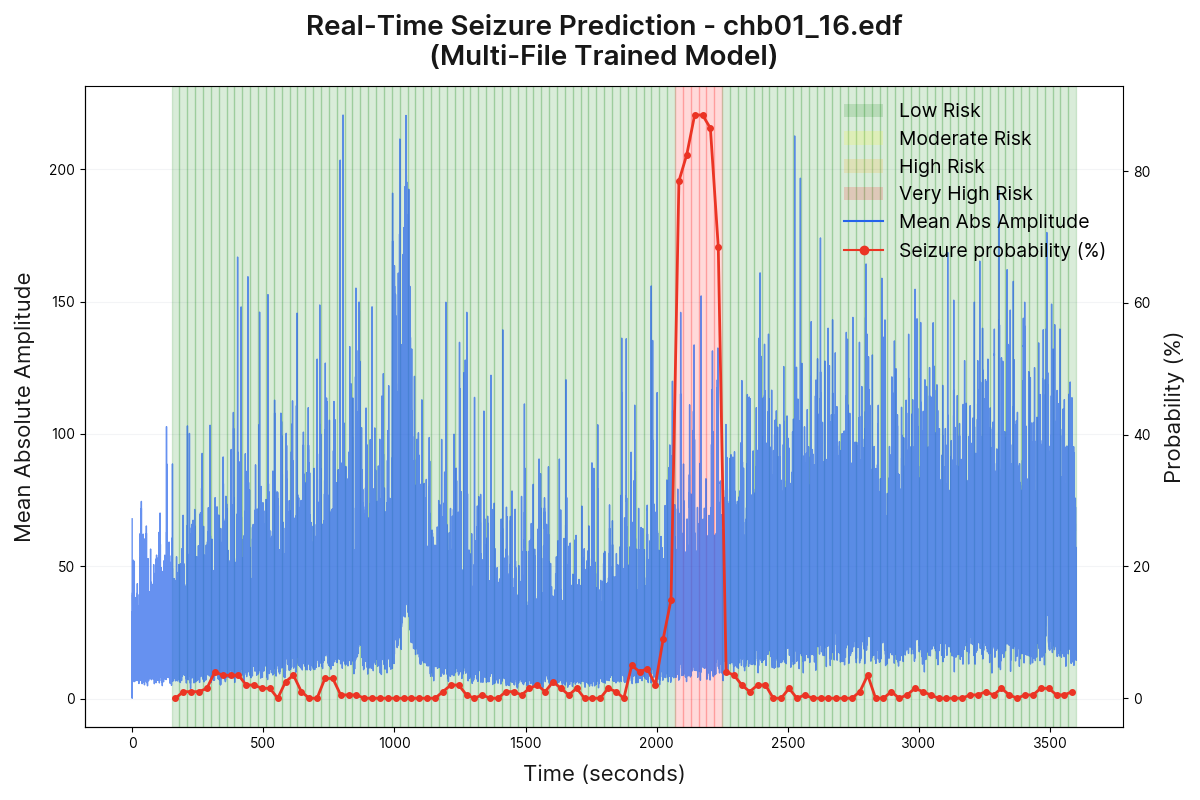 Real-Time Seizure Prediction - chb01_16.edf
(Multi-File Trained Model)
Low Risk
Moderate Risk
High Risk
Very High Risk
Mean Abs Amplitude
Seizure probability (%)
Mean Absolute Amplitude
200
150
100
50
0
80
60
40
20
0
Probability (%)
0
500
1000
1500
2000
2500
3000
3500
Time (seconds)